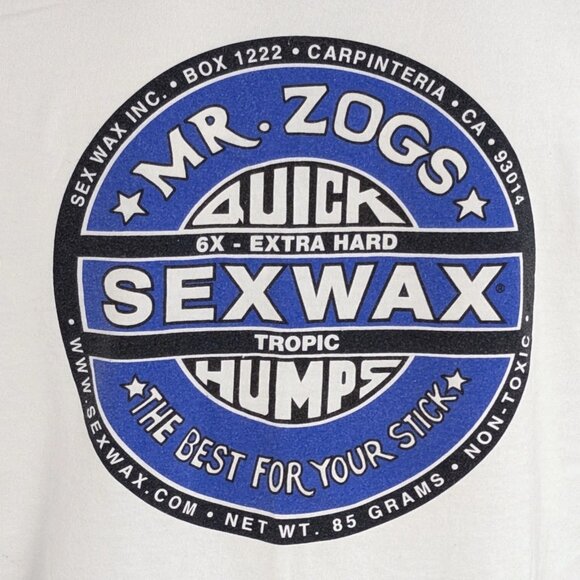 SEX WAX INC. • BOX 1222 • CARPINTERIA • CA • 93014
MR. ZOGS
QUICK
6X - EXTRA HARD
SEXWAX®
TROPIC
HUMPS
THE BEST FOR YOUR STICK
• WWW.SEXWAX.COM • NET WT. 85 GRAMS • NON-TOXIC •